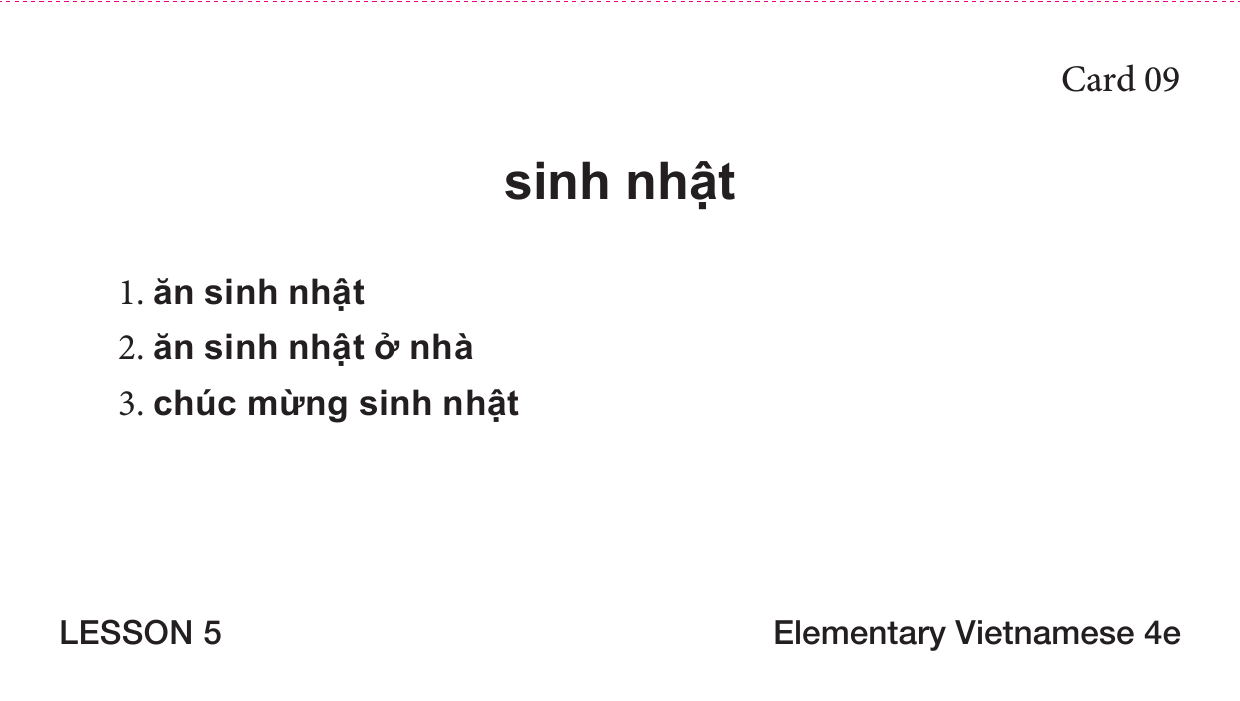 Card 09
sinh nhật
1. ăn sinh nhật
2. ăn sinh nhật ở nhà
3. chúc mừng sinh nhật
LESSON 5
Elementary Vietnamese 4e